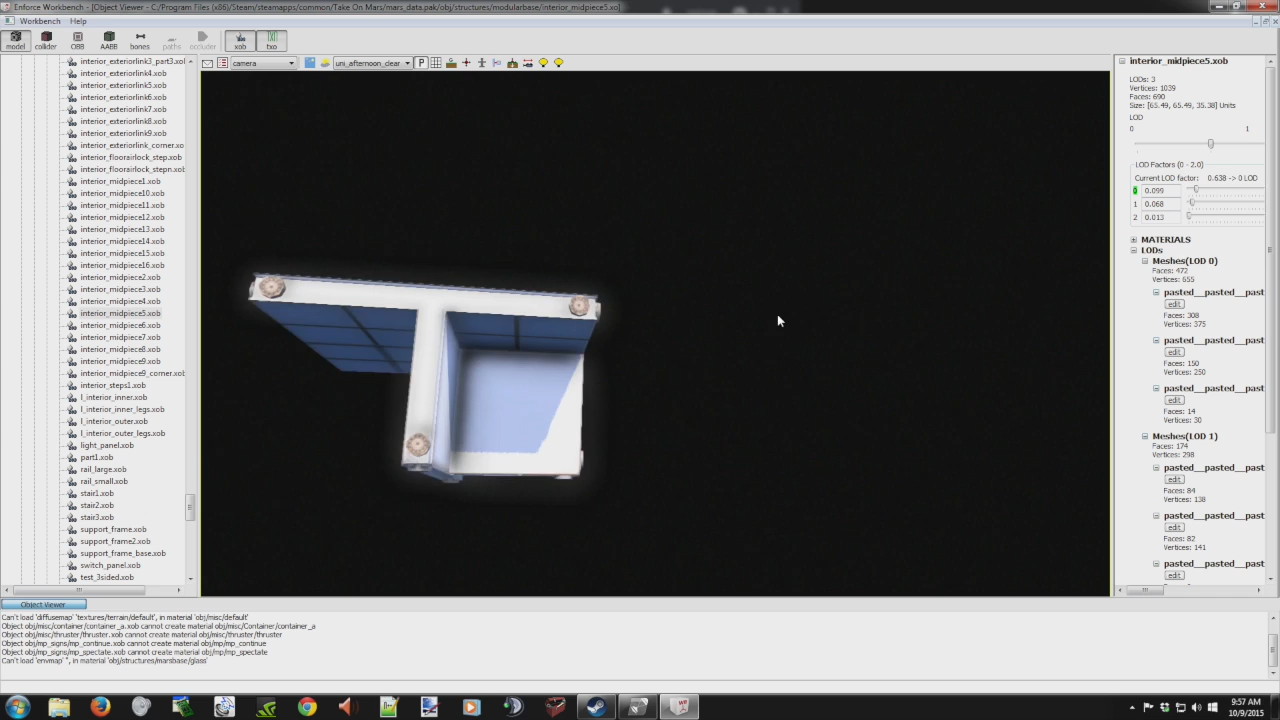 Enforce Workbench - [Object Viewer - C:/Program Files (x86)/Steam/steamapps/common/Take On Mars/mars_data.pak/obj/structures/modularbase/interior_midpiece5.xo]
Workbench Help
model collider OBB AABB bones paths occluder xob txo
camera uni_afternoon_clear P
interior_exteriorlink3_part3.xol
interior_exteriorlink4.xob
interior_exteriorlink5.xob
interior_exteriorlink6.xob
interior_exteriorlink7.xob
interior_exteriorlink8.xob
interior_exteriorlink9.xob
interior_exteriorlink_corner.xo
interior_floorairlock_step.xob
interior_floorairlock_stepn.xob
interior_midpiece1.xob
interior_midpiece10.xob
interior_midpiece11.xob
interior_midpiece12.xob
interior_midpiece13.xob
interior_midpiece14.xob
interior_midpiece15.xob
interior_midpiece16.xob
interior_midpiece2.xob
interior_midpiece3.xob
interior_midpiece4.xob
interior_midpiece5.xob
interior_midpiece6.xob
interior_midpiece7.xob
interior_midpiece8.xob
interior_midpiece9.xob
interior_midpiece9_corner.xob
interior_steps1.xob
l_interior_inner.xob
l_interior_inner_legs.xob
l_interior_outer.xob
l_interior_outer_legs.xob
light_panel.xob
part1.xob
rail_large.xob
rail_small.xob
stair1.xob
stair2.xob
stair3.xob
support_frame.xob
support_frame2.xob
support_frame_base.xob
switch_panel.xob
test_3sided.xob
interior_midpiece5.xob
LODs: 3
Vertices: 1039
Faces: 690
Size: [65.49, 65.49, 35.38] Units
LOD
0 1
LOD Factors (0 - 2.0)
Current LOD factor: 0.638 -> 0 LOD
0 0.099
1 0.068
2 0.013
MATERIALS
LODs
Meshes(LOD 0)
Faces: 472
Vertices: 655
pasted__pasted__past
edit
Faces: 308
Vertices: 375
pasted__pasted__past
edit
Faces: 150
Vertices: 250
pasted__pasted__past
edit
Faces: 14
Vertices: 30
Meshes(LOD 1)
Faces: 174
Vertices: 298
pasted__pasted__past
edit
Faces: 84
Vertices: 138
pasted__pasted__past
edit
Faces: 82
Vertices: 141
pasted__pasted__past
edit
Object Viewer
Can't load 'diffusemap' 'textures/terrain/default', in material 'obj/misc/default'
Object obj/misc/container/container_a.xob cannot create material obj/misc/Container/container_a
Object obj/misc/thruster/thruster.xob cannot create material obj/misc/thruster/thruster
Object obj/mp_signs/mp_continue.xob cannot create material obj/mp/mp_continue
Object obj/mp_signs/mp_spectate.xob cannot create material obj/mp/mp_spectate
Can't load 'envmap' '', in material 'obj/structures/marsbase/glass'
9:57 AM
10/9/2015